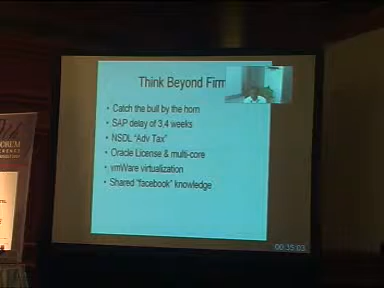 Think Beyond Firm
• Catch the bull by the horn
• SAP delay of 3,4 weeks
• NSDL "Adv Tax"
• Oracle License & multi-core
• vmWare virtualization
• Shared "facebook" knowledge
00:35:03